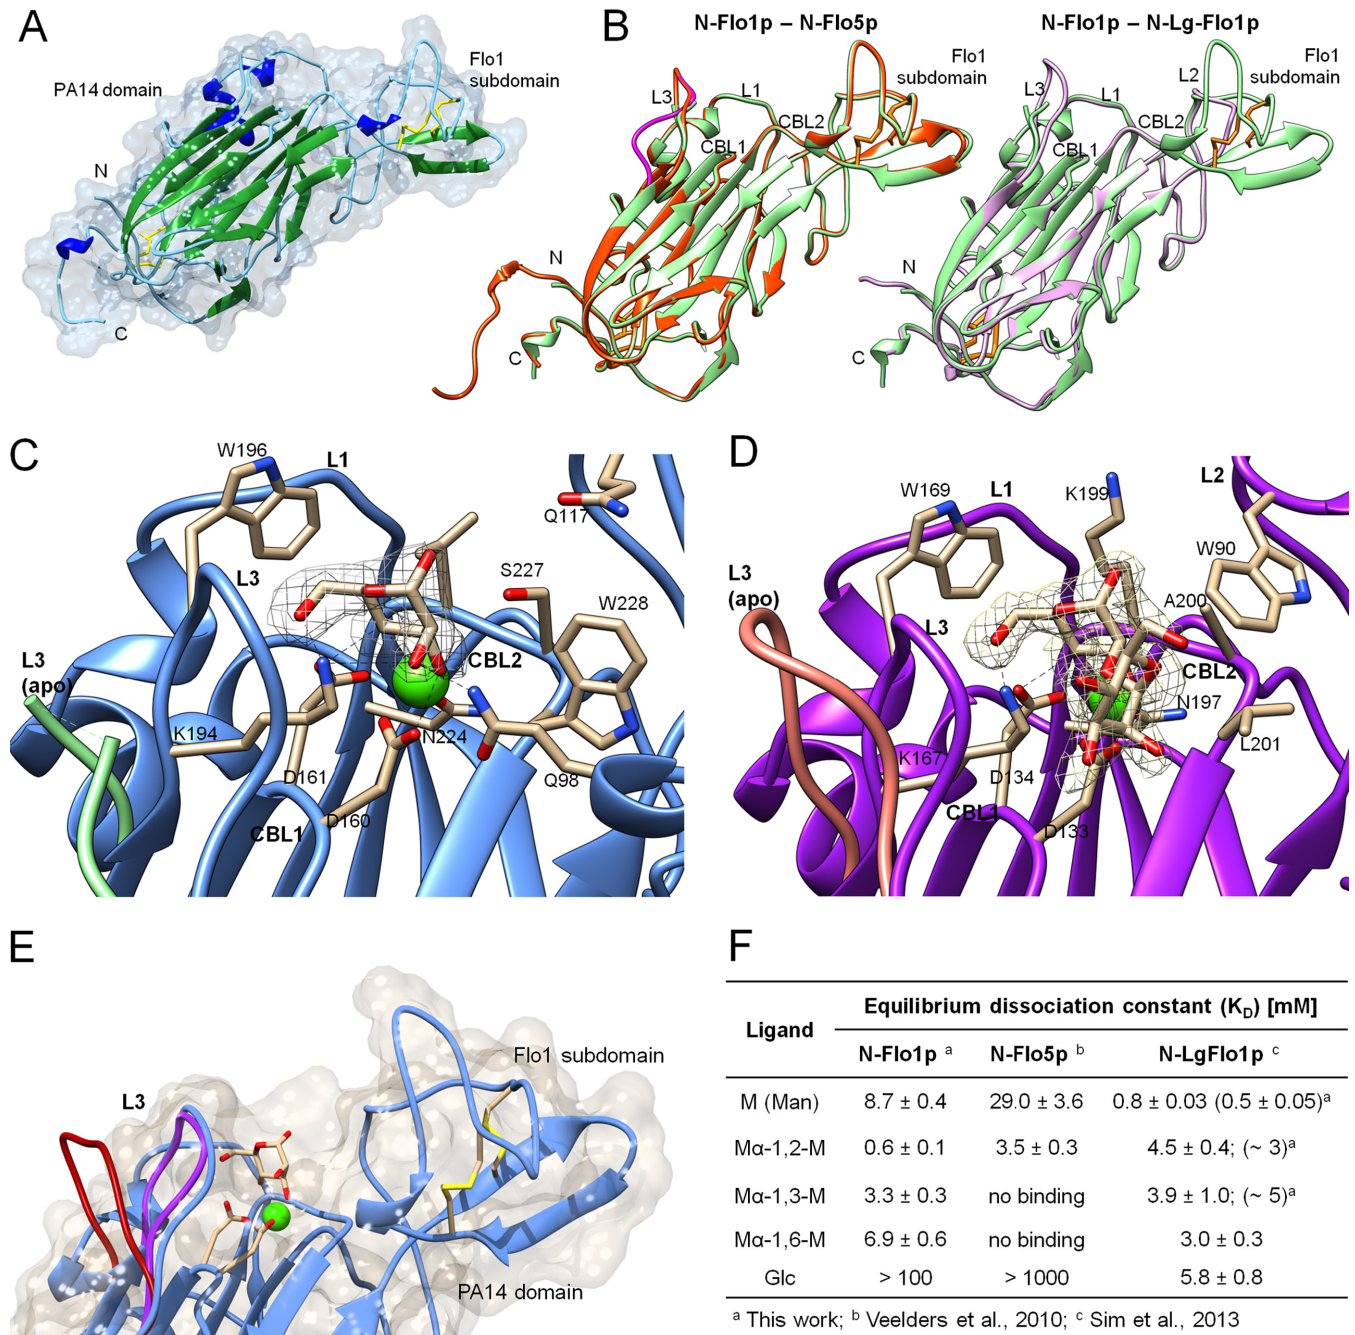 A
PA14 domain
Flo1
subdomain
N
C
B
N-Flo1p – N-Flo5p
N-Flo1p – N-Lg-Flo1p
L3
L1
CBL2
CBL1
Flo1
subdomain
N
C
L3
L1
L2
CBL2
CBL1
Flo1
subdomain
N
C
C
W196
L1
Q117
L3
S227
W228
L3
(apo)
CBL2
K194
N224
D161
Q98
CBL1
D160
D
W169
L1
K199
L2
W90
L3
(apo)
L3
A200
CBL2
N197
K167
D134
L201
CBL1
D133
E
L3
Flo1 subdomain
PA14 domain
F
Ligand
Equilibrium dissociation constant (K_D) [mM]
N-Flo1p ᵃ N-Flo5p ᵇ N-LgFlo1p ᶜ
M (Man) 8.7 ± 0.4 29.0 ± 3.6 0.8 ± 0.03 (0.5 ± 0.05)ᵃ
Mα-1,2-M 0.6 ± 0.1 3.5 ± 0.3 4.5 ± 0.4; (~ 3)ᵃ
Mα-1,3-M 3.3 ± 0.3 no binding 3.9 ± 1.0; (~ 5)ᵃ
Mα-1,6-M 6.9 ± 0.6 no binding 3.0 ± 0.3
Glc > 100 > 1000 5.8 ± 0.8
ᵃ This work; ᵇ Veelders et al., 2010; ᶜ Sim et al., 2013